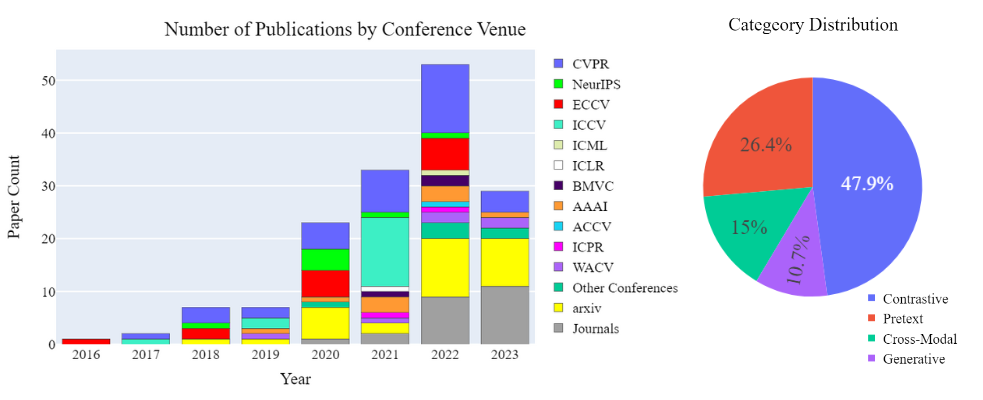 Number of Publications by Conference Venue
Paper Count
50
40
30
20
10
0
2016 2017 2018 2019 2020 2021 2022 2023
Year
CVPR
NeurIPS
ECCV
ICCV
ICML
ICLR
BMVC
AAAI
ACCV
ICPR
WACV
Other Conferences
arxiv
Journals
Categeory Distribution
26.4%
47.9%
15%
10.7%
Contrastive
Pretext
Cross-Modal
Generative